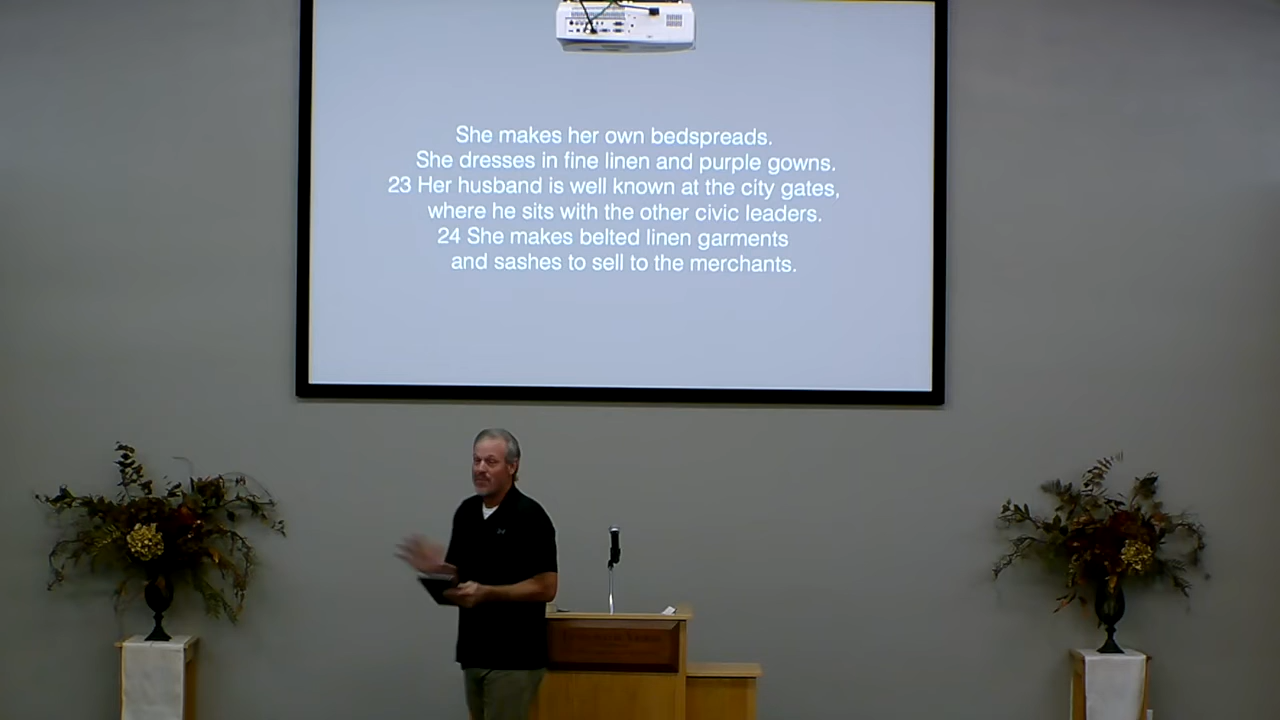 She makes her own bedspreads.
She dresses in fine linen and purple gowns.
23 Her husband is well known at the city gates,
where he sits with the other civic leaders.
24 She makes belted linen garments
and sashes to sell to the merchants.